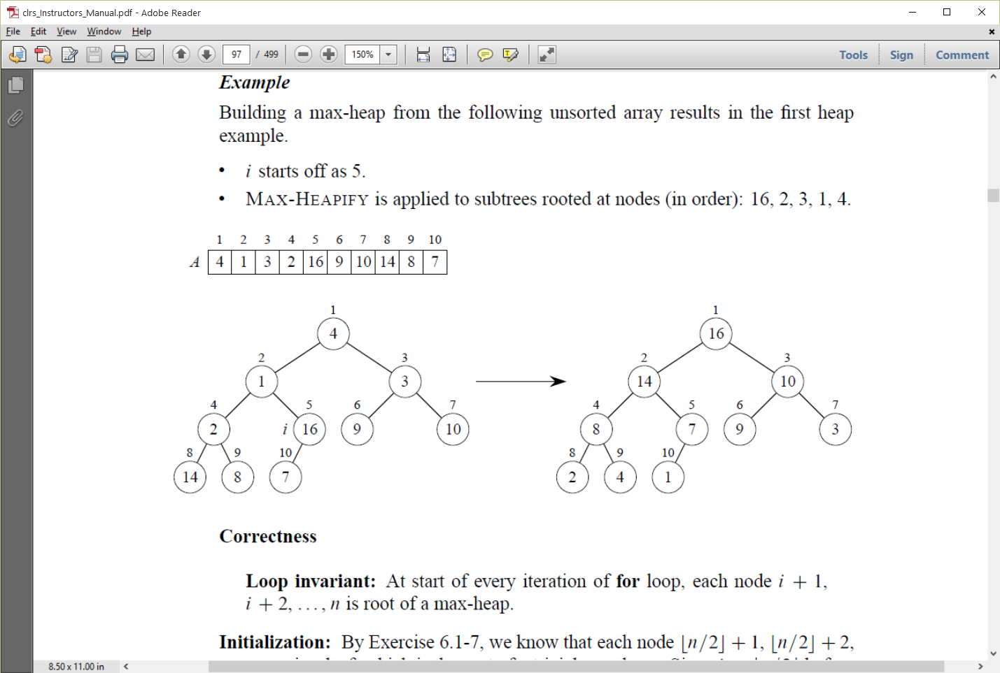 clrs_Instructors_Manual.pdf - Adobe Reader
File Edit View Window Help
97 / 499 150% Tools Sign Comment
Example
Building a max-heap from the following unsorted array results in the first heap
example.
• i starts off as 5.
• MAX-HEAPIFY is applied to subtrees rooted at nodes (in order): 16, 2, 3, 1, 4.
1 2 3 4 5 6 7 8 9 10
A 4 1 3 2 16 9 10 14 8 7
1 1
4 16
2 3 2 3
1 3 14 10
4 5 6 7 4 5 6 7
2 i 16 9 10 8 7 9 3
8 9 10 8 9 10
14 8 7 2 4 1
Correctness
Loop invariant: At start of every iteration of for loop, each node i + 1,
i + 2, . . . , n is root of a max-heap.
Initialization: By Exercise 6.1-7, we know that each node ⌊n/2⌋ + 1, ⌊n/2⌋ + 2,
8.50 x 11.00 in